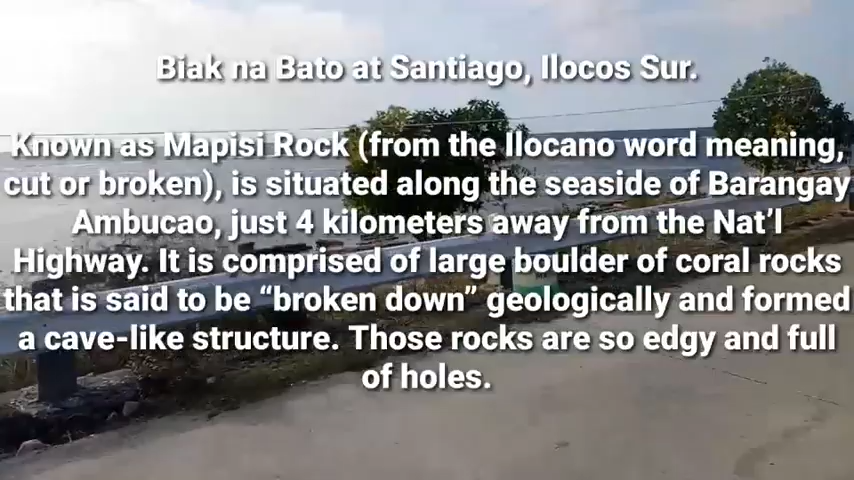 Biak na Bato at Santiago, Ilocos Sur.
Known as Mapisi Rock (from the Ilocano word meaning,
cut or broken), is situated along the seaside of Barangay
Ambucao, just 4 kilometers away from the Nat’l
Highway. It is comprised of large boulder of coral rocks
that is said to be “broken down” geologically and formed
a cave-like structure. Those rocks are so edgy and full
of holes.